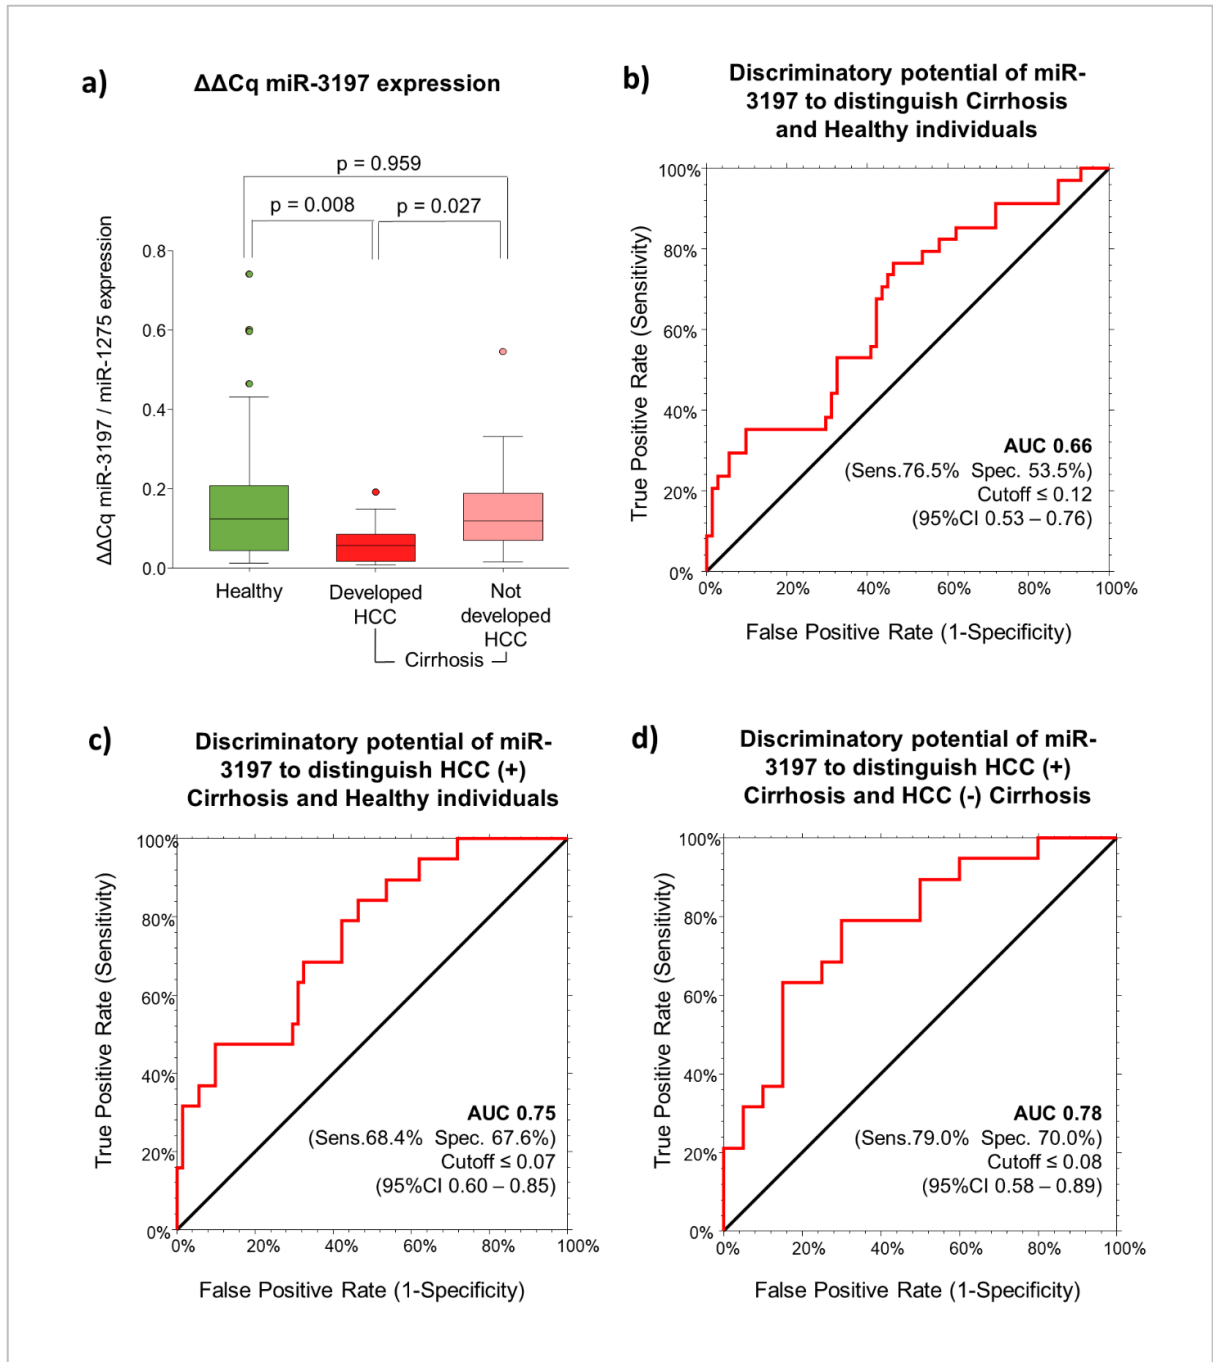 a)
ΔΔCq miR-3197 expression
p = 0.959
p = 0.008
p = 0.027
ΔΔCq miR-3197 / miR-1275 expression
0.8
0.6
0.4
0.2
0.0
Healthy
Developed
HCC
Not
developed
HCC
Cirrhosis
b)
Discriminatory potential of miR-
3197 to distinguish Cirrhosis
and Healthy individuals
True Positive Rate (Sensitivity)
100%
80%
60%
40%
20%
0%
AUC 0.66
(Sens.76.5% Spec. 53.5%)
Cutoff ≤ 0.12
(95%CI 0.53 – 0.76)
0% 20% 40% 60% 80% 100%
False Positive Rate (1-Specificity)
c)
Discriminatory potential of miR-
3197 to distinguish HCC (+)
Cirrhosis and Healthy individuals
True Positive Rate (Sensitivity)
100%
80%
60%
40%
20%
0%
AUC 0.75
(Sens.68.4% Spec. 67.6%)
Cutoff ≤ 0.07
(95%CI 0.60 – 0.85)
0% 20% 40% 60% 80% 100%
False Positive Rate (1-Specificity)
d)
Discriminatory potential of miR-
3197 to distinguish HCC (+)
Cirrhosis and HCC (-) Cirrhosis
True Positive Rate (Sensitivity)
100%
80%
60%
40%
20%
0%
AUC 0.78
(Sens.79.0% Spec. 70.0%)
Cutoff ≤ 0.08
(95%CI 0.58 – 0.89)
0% 20% 40% 60% 80% 100%
False Positive Rate (1-Specificity)